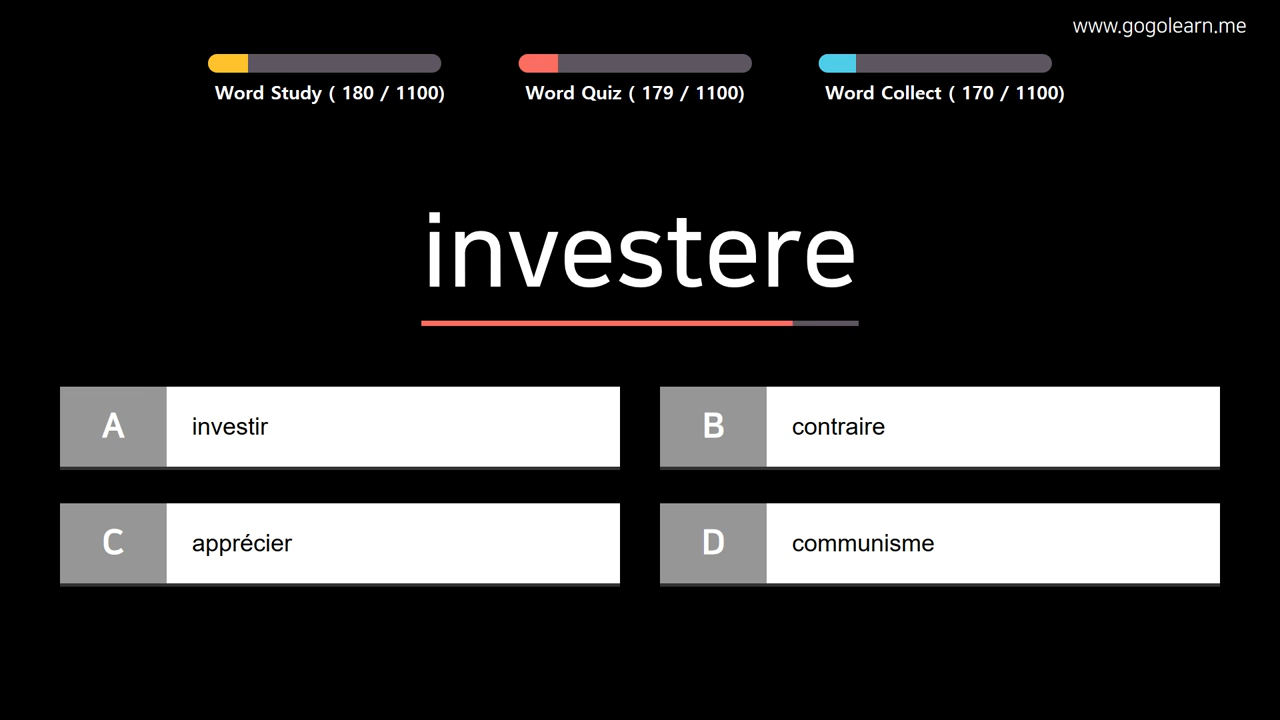 www.gogolearn.me
Word Study ( 180 / 1100)
Word Quiz ( 179 / 1100)
Word Collect ( 170 / 1100)
investere
A investir
B contraire
C apprécier
D communisme